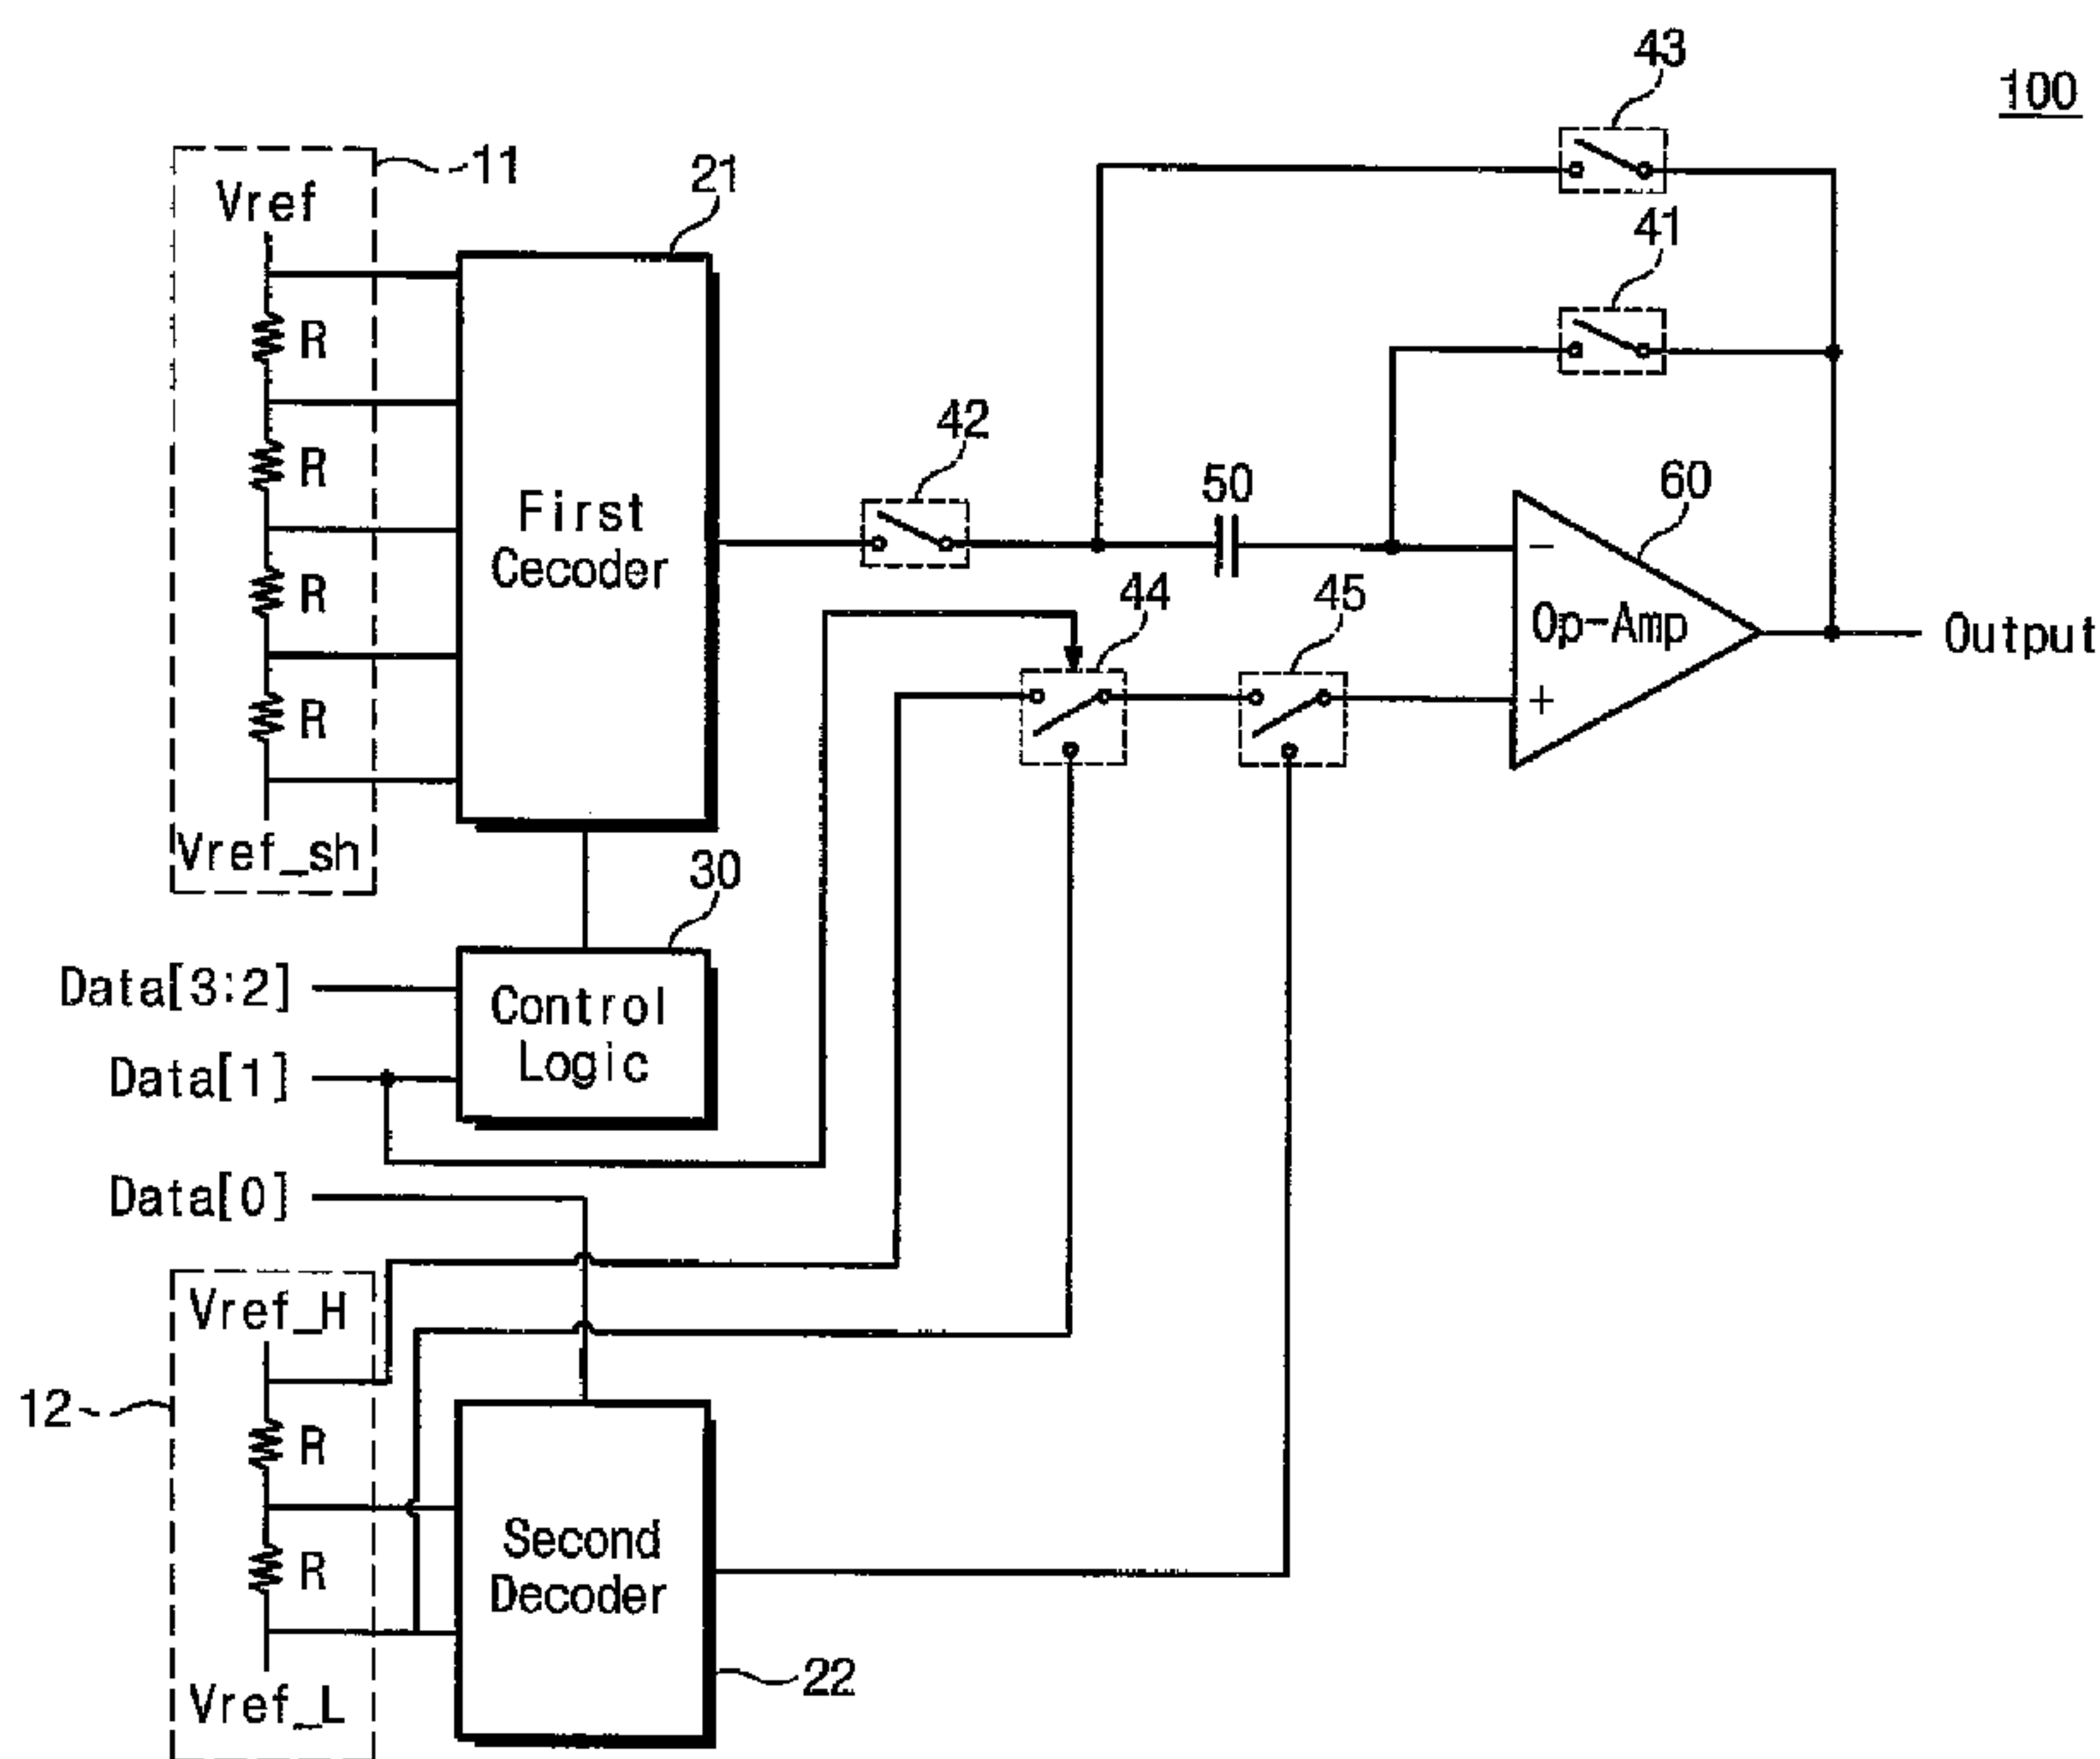 43
100
11
21
Vref
41
R
42
R
50
60
First
Cecoder
Op-Amp
44
45
R
Output
−
+
R
Vref_sh
30
Data[3:2]
Control
Logic
Data[1]
Data[0]
Vref_H
12
R
Second
Decoder
R
22
Vref_L